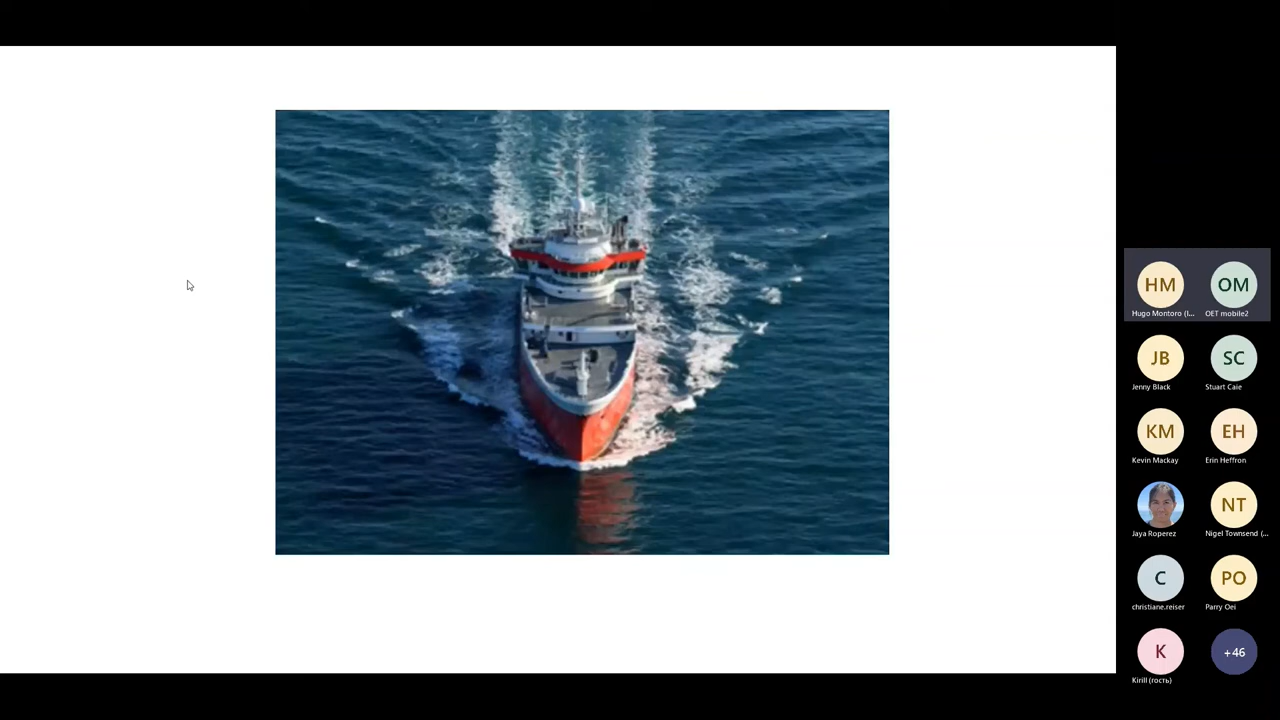 HM OM
Hugo Montoro (I... OET mobile2
JB SC
Jenny Black Stuart Caie
KM EH
Kevin Mackay Erin Heffron
NT
Jaya Roperez Nigel Townsend (...
C PO
christiane.reiser Parry Oei
K +46
Kirill (гость)